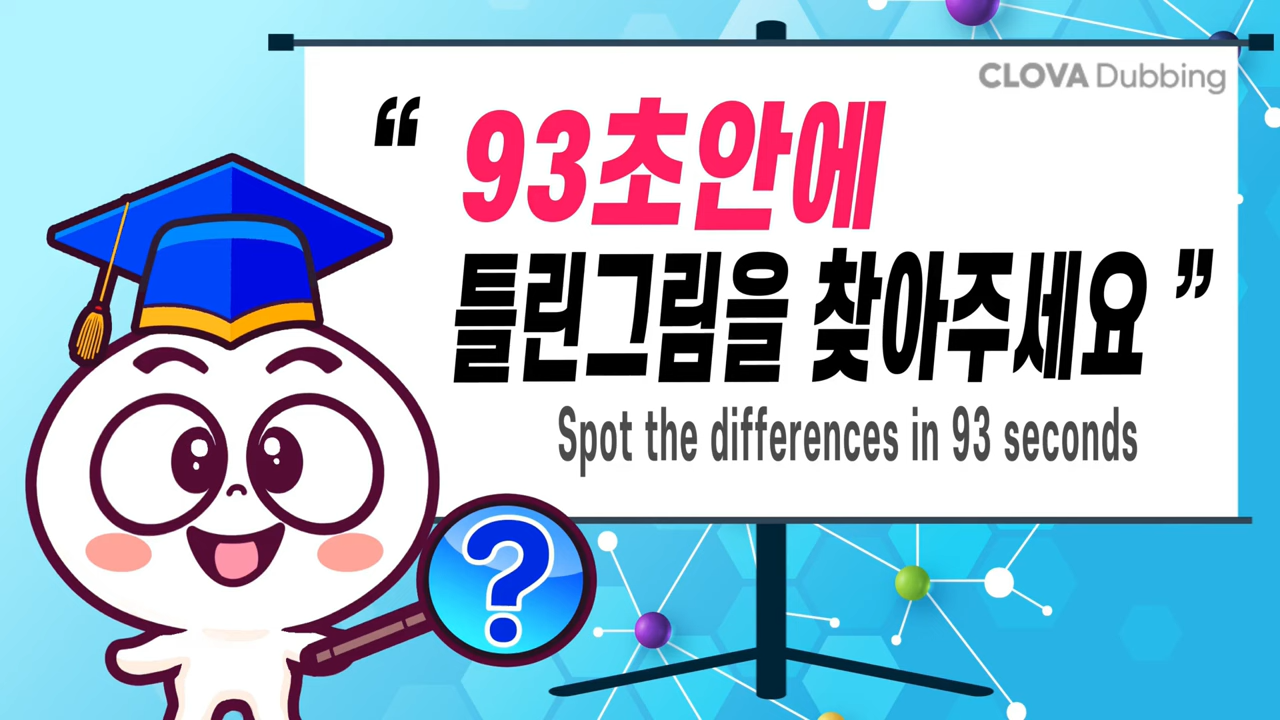 CLOVA Dubbing
“ 93초안에
틀린그림을 찾아주세요 ”
Spot the differences in 93 seconds
?